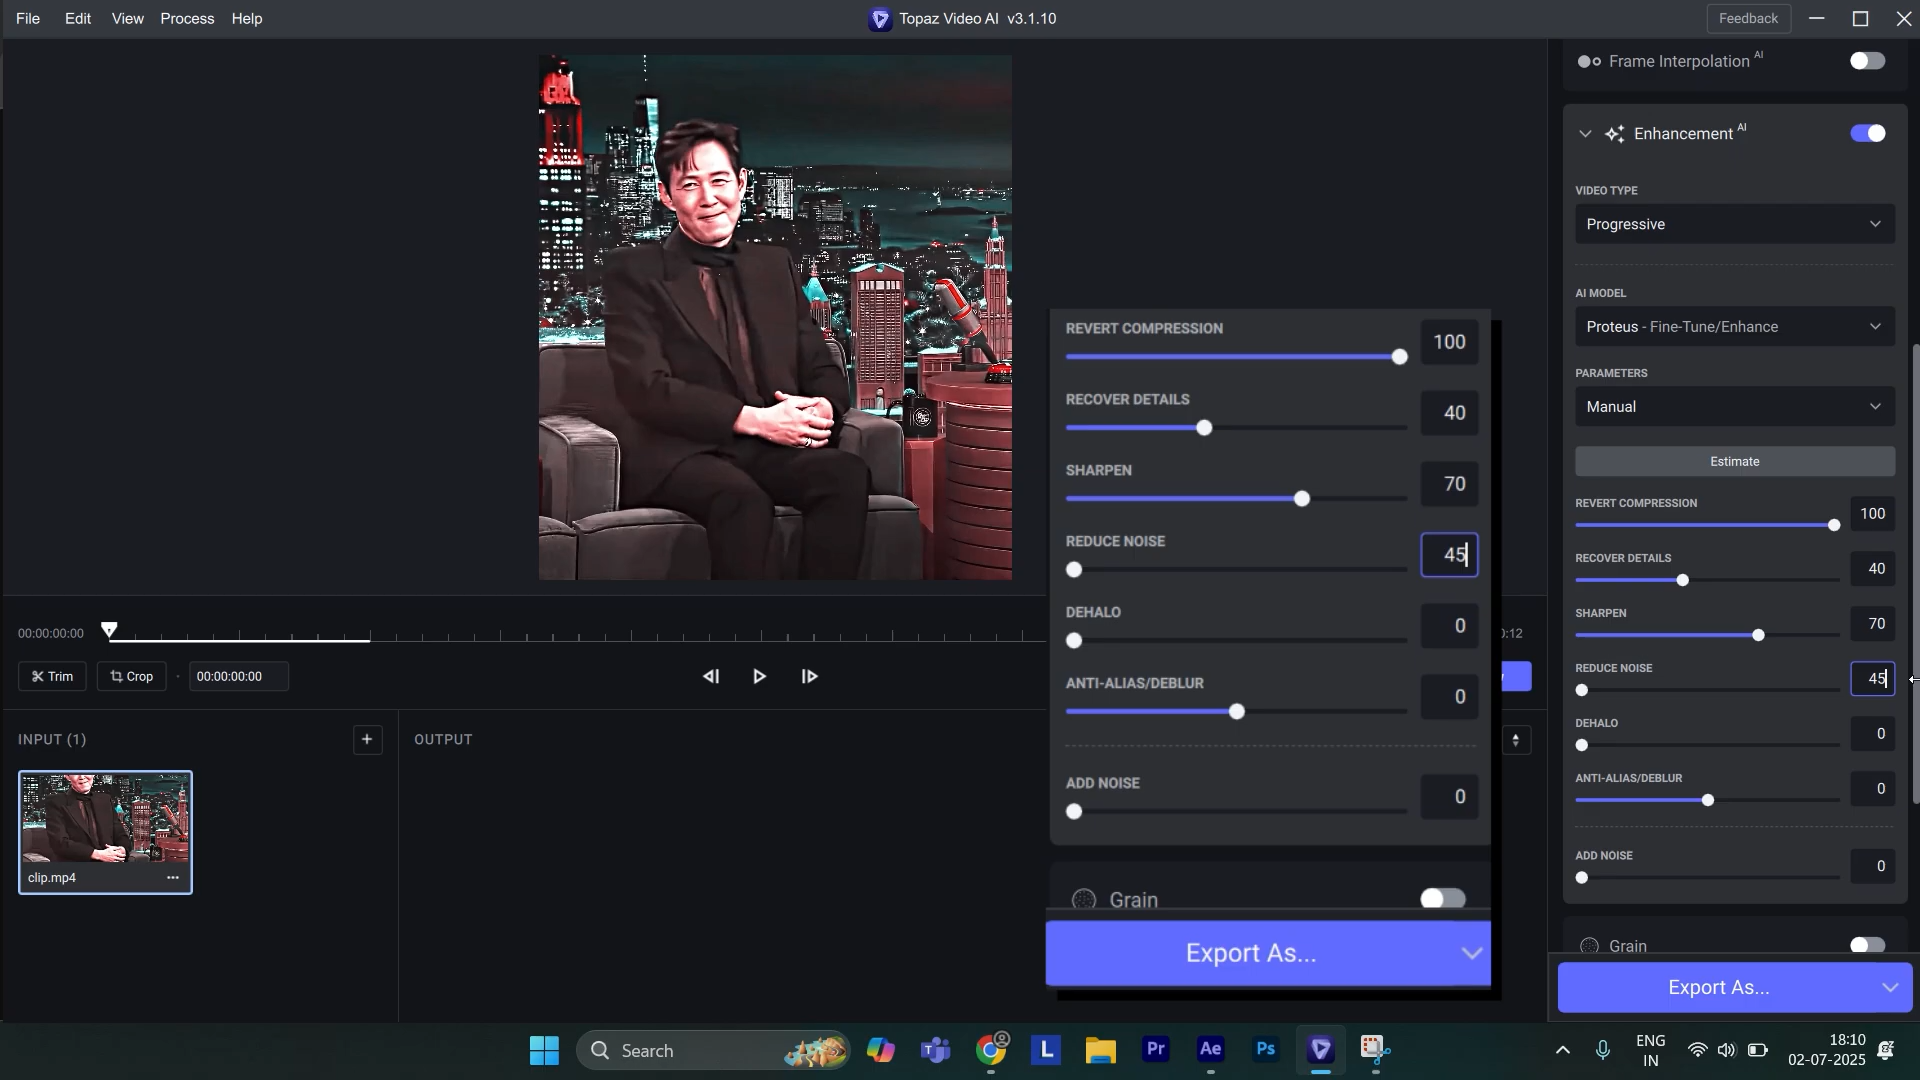 File Edit View Process Help
Topaz Video AI v3.1.10
Feedback
Frame Interpolation AI
Enhancement AI
VIDEO TYPE
Progressive
AI MODEL
Proteus - Fine-Tune/Enhance
PARAMETERS
Manual
Estimate
REVERT COMPRESSION
100
RECOVER DETAILS
40
SHARPEN
70
REDUCE NOISE
45
DEHALO
0
ANTI-ALIAS/DEBLUR
0
ADD NOISE
0
Grain
Export As...
REVERT COMPRESSION
100
RECOVER DETAILS
40
SHARPEN
70
REDUCE NOISE
45
DEHALO
0
ANTI-ALIAS/DEBLUR
0
ADD NOISE
0
Grain
Export As...
00:00:00:00
0:12
Trim Crop 00:00:00:00
INPUT (1)
OUTPUT
clip.mp4
Search
L
Pr
Ae
Ps
ENG
IN
18:10
02-07-2025